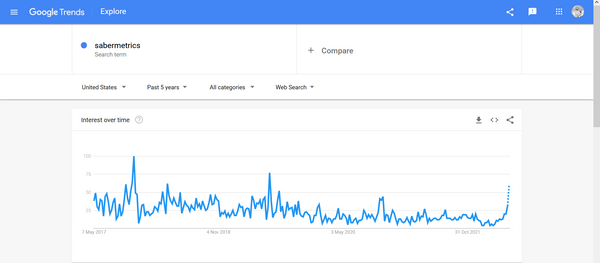 Google Trends Explore
sabermetrics
Search term
+ Compare
United States Past 5 years All categories Web Search
Interest over time
100
75
50
25
7 May 2017 4 Nov 2018 3 May 2020 31 Oct 2021